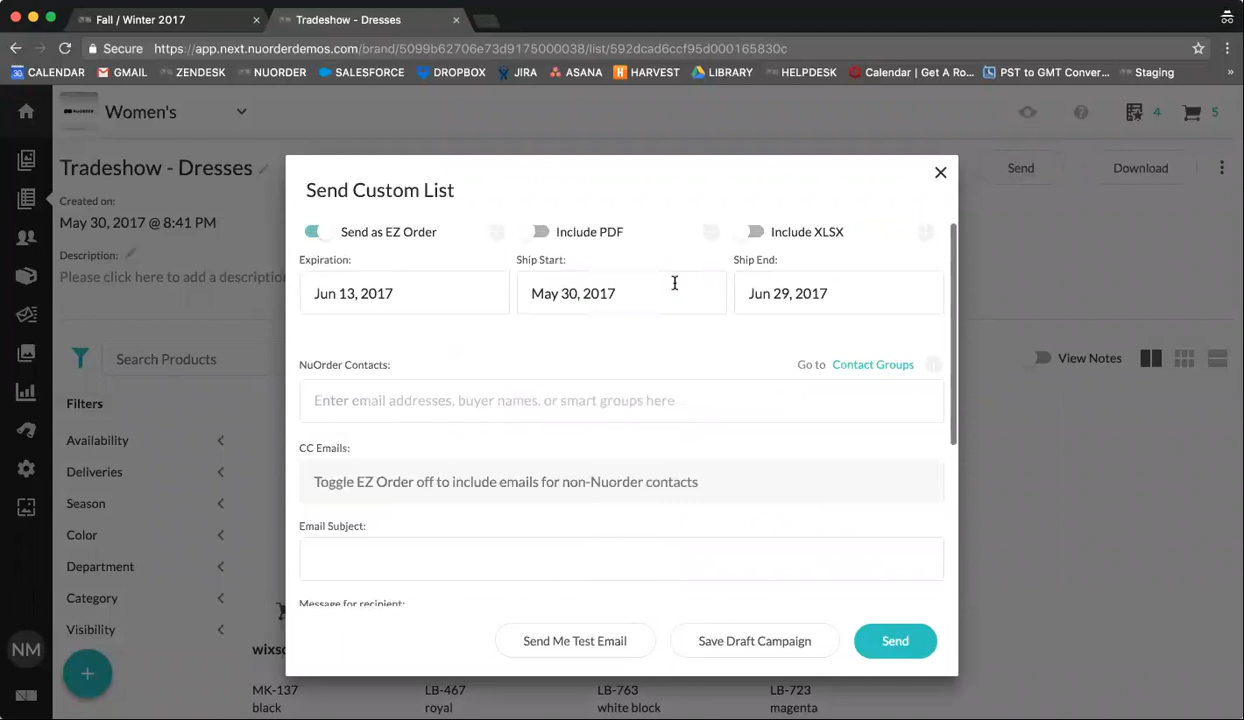 Fall / Winter 2017 ×
Tradeshow - Dresses ×
Secure https://app.next.nuorderdemos.com/brand/5099b62706e73d9175000038/list/592dcad6ccf95d000165830c
30 CALENDAR GMAIL ZENDESK NUORDER SALESFORCE DROPBOX JIRA ASANA HARVEST LIBRARY HELPDESK Calendar | Get A Ro... PST to GMT Conver... Staging »
NUORDER Women's ? 4 5
Tradeshow - Dresses
Send Download
Created on:
May 30, 2017 @ 8:41 PM
Description:
Please click here to add a description
Search Products
View Notes
Filters
Availability
Deliveries
Season
Color
Department
Category
Visibility
NM
+
Send Custom List ×
Send as EZ Order Include PDF Include XLSX
Expiration: Ship Start: Ship End:
Jun 13, 2017 May 30, 2017 Jun 29, 2017
NuOrder Contacts: Go to Contact Groups
Enter email addresses, buyer names, or smart groups here
CC Emails:
Toggle EZ Order off to include emails for non-Nuorder contacts
Email Subject:
Message for recipient:
Send Me Test Email Save Draft Campaign Send
MK-137 LB-467 LB-763 LB-723
black royal white block magenta